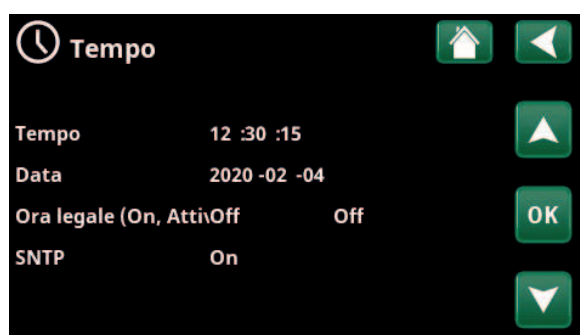 Tempo
Tempo 12 :30 :15
Data 2020 -02 -04
Ora legale (On, Atti Off Off
OK
SNTP On